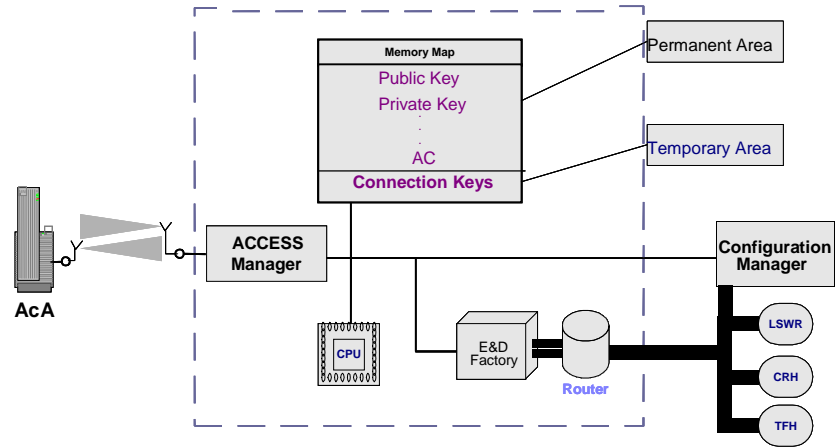 Memory Map
Public Key
Private Key
.
.
AC
Connection Keys
Permanent Area
Temporary Area
AcA
ACCESS
Manager
Configuration
Manager
CPU
E&D
Factory
Router
LSWR
CRH
TFH